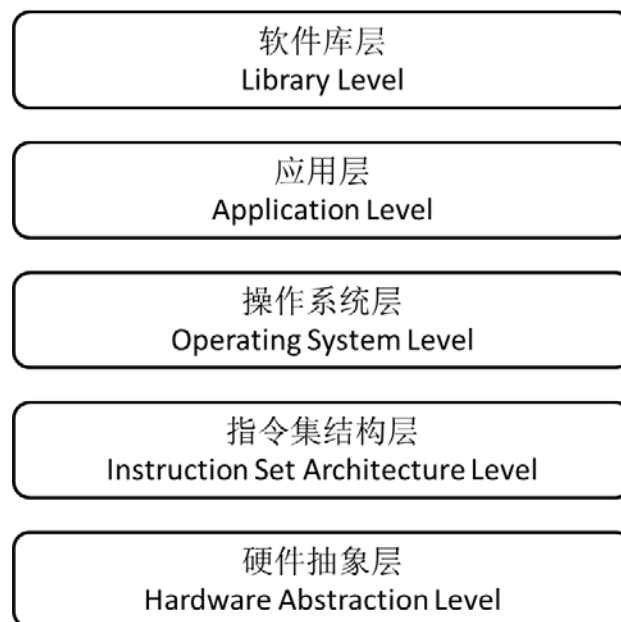 软件库层
Library Level
应用层
Application Level
操作系统层
Operating System Level
指令集结构层
Instruction Set Architecture Level
硬件抽象层
Hardware Abstraction Level